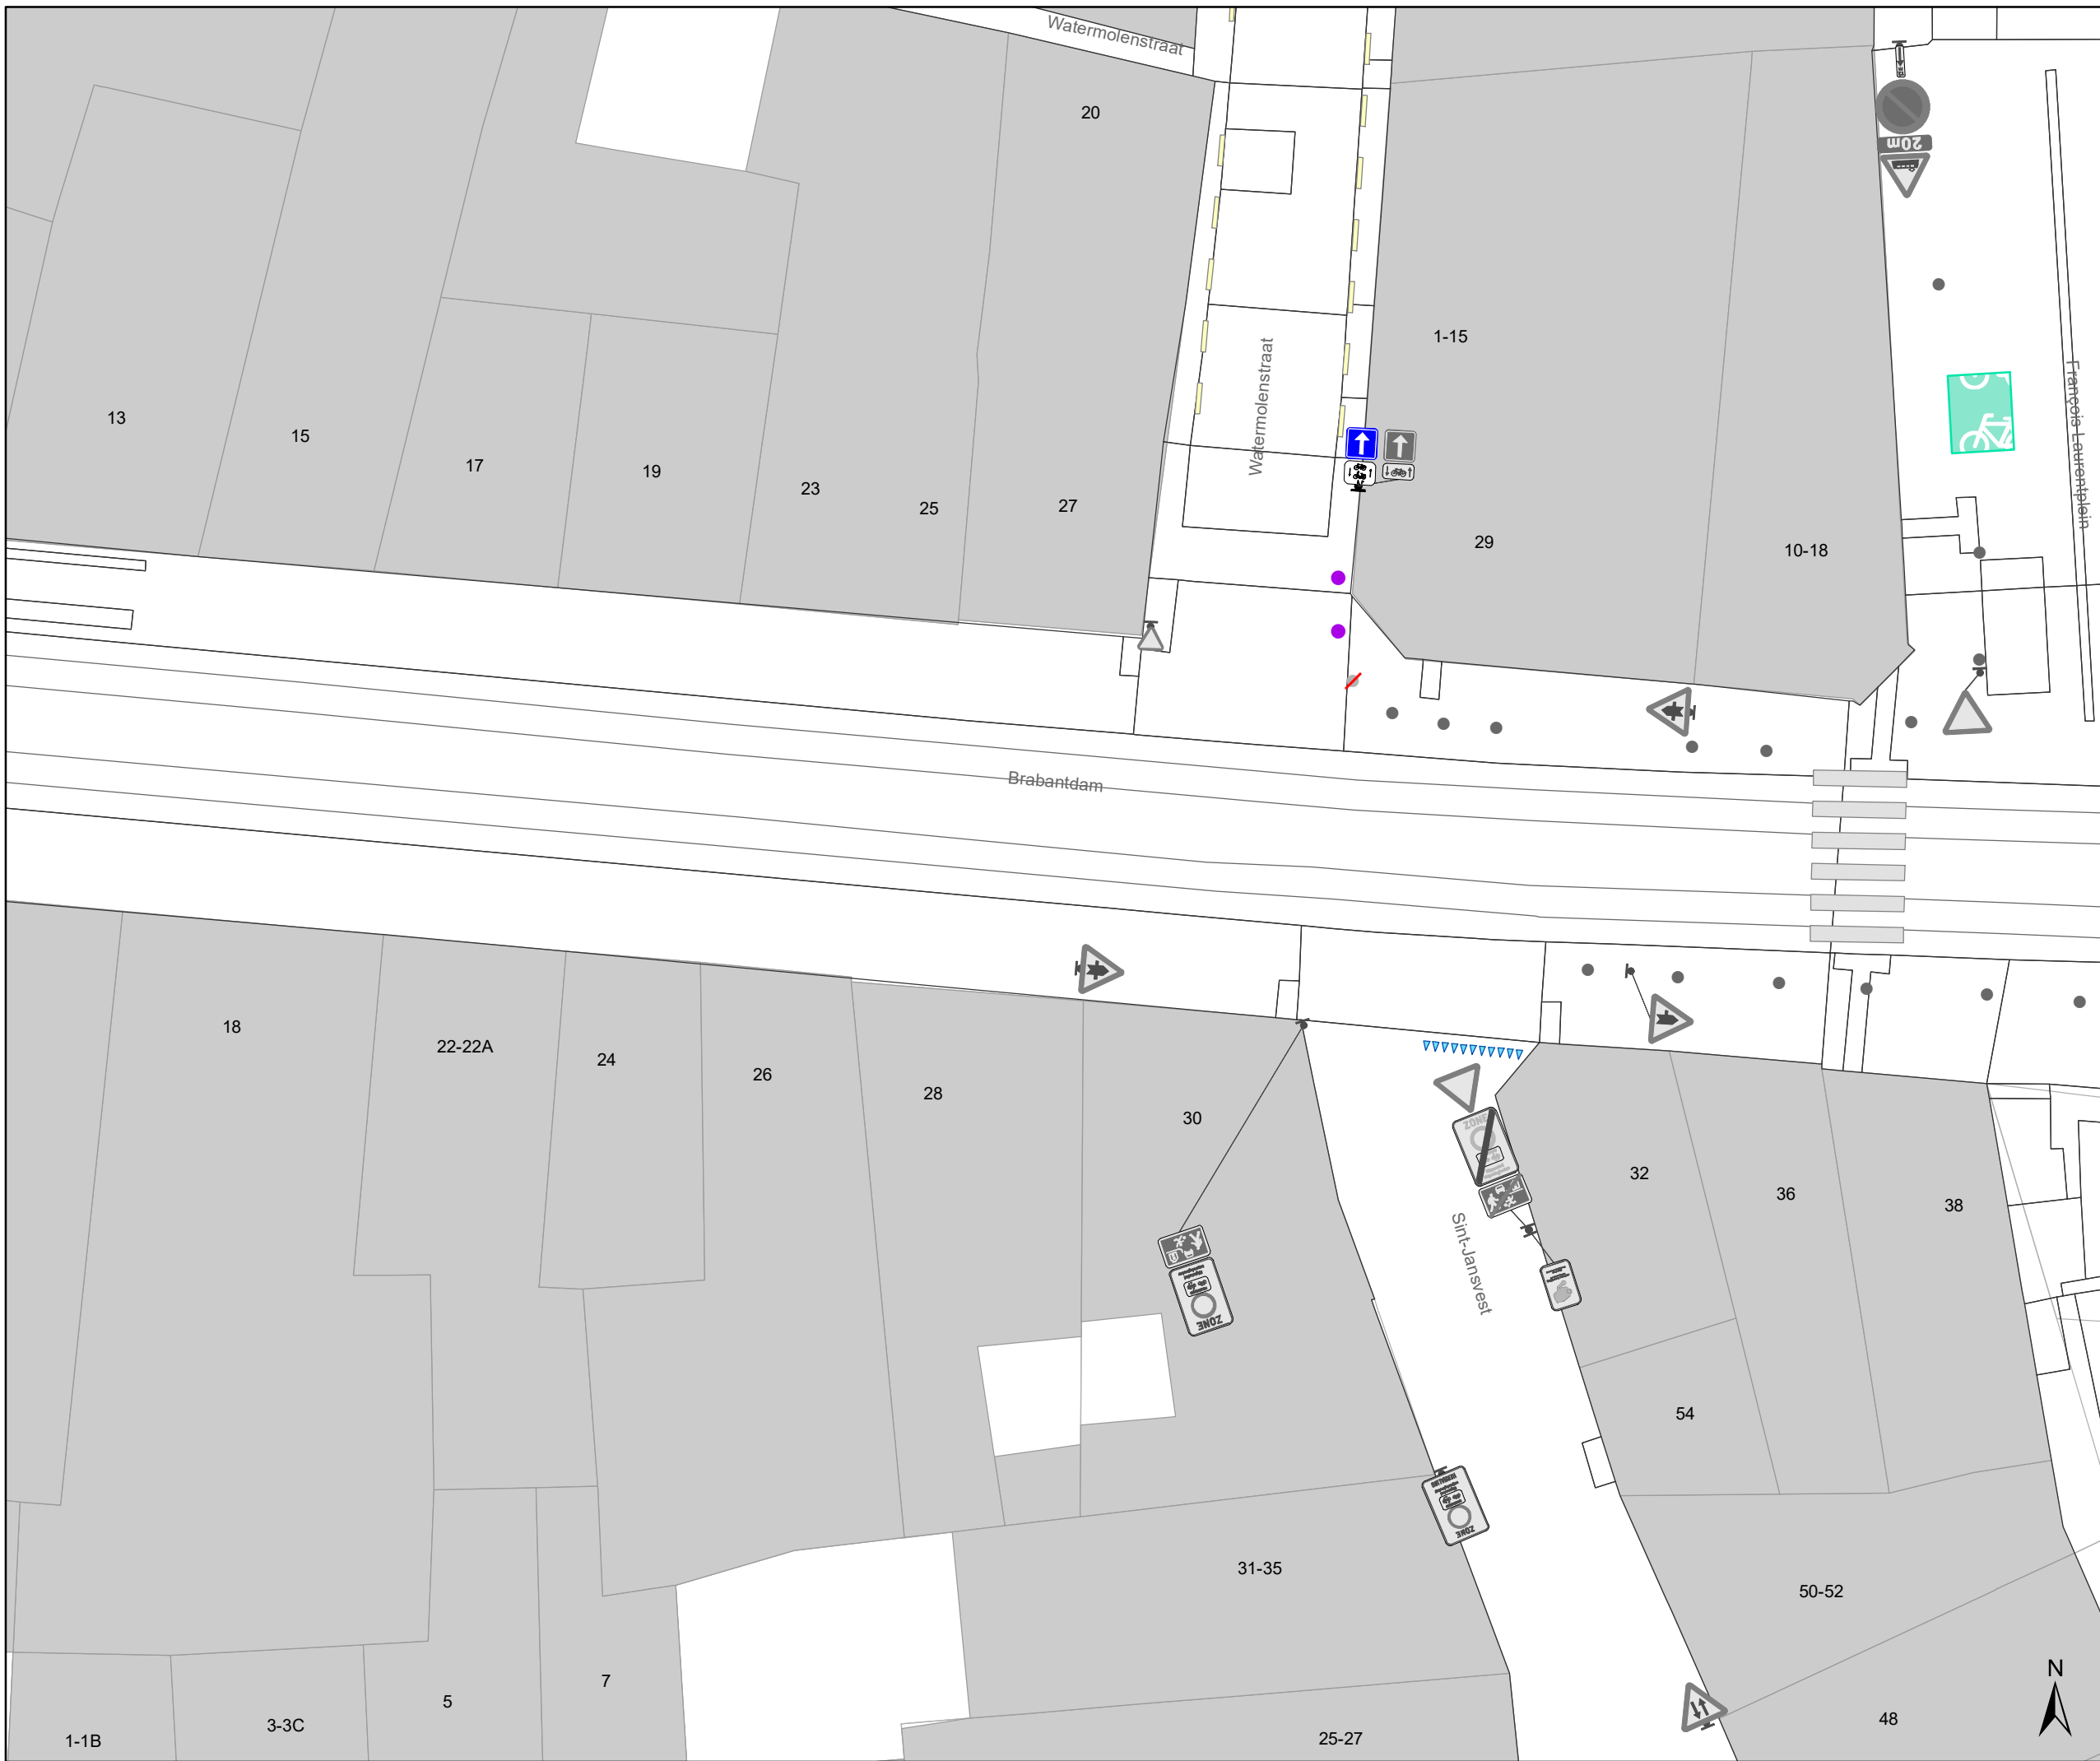 Watermolenstraat
20
20m
1-15
Watermolenstraat
François Laurentplein
13
15
17
19
23
25
27
29
10-18
Brabantdam
18
22-22A
24
26
28
30
ZONE
32
36
38
Sint-Jansvest
ZONE
54
ZONE
31-35
50-52
N
7
5
3-3C
1-1B
25-27
48